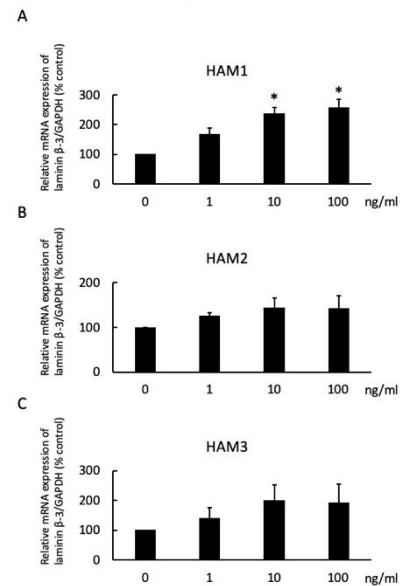 A
HAM1
Relative mRNA expression of
laminin β-3/GAPDH (% control)
300
200
100
0
* *
0 1 10 100 ng/ml
B
HAM2
Relative mRNA expression of
laminin β-3/GAPDH (% control)
200
100
0
0 1 10 100 ng/ml
C
HAM3
Relative mRNA expression of
laminin β-3/GAPDH (% control)
300
200
100
0
0 1 10 100 ng/ml